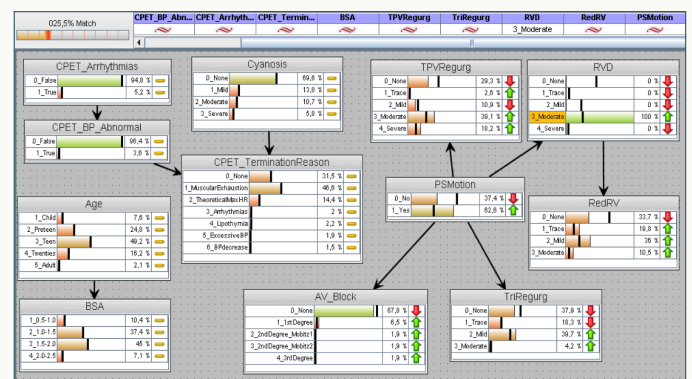 025,5% Match
CPET_BP_Abn... CPET_Arrhyth... CPET_Termin... BSA TPVRegurg TriRegurg RVD RedRV PSMotion
3_Moderate
CPET_Arrhythmias
0_False 94,8 %
1_True 5,2 %
Cyanosis
0_None 69,6 %
1_Mild 13,8 %
2_Moderate 10,7 %
3_Severe 5,8 %
TPVRegurg
0_None 29,3 %
1_Trace 2,6 %
2_Mild 10,9 %
3_Moderate 39,1 %
4_Severe 18,2 %
RVD
0_None 0 %
1_Trace 0 %
2_Mild 0 %
3_Moderate 100 %
4_Severe 0 %
CPET_BP_Abnormal
0_False 96,4 %
1_True 3,6 %
CPET_TerminationReason
0_None 31,5 %
1_MuscularExhaustion 46,6 %
2_TheoreticalMaxHR 14,4 %
3_Arrhythmias 2 %
4_Lipothymia 2,2 %
5_ExcessiveBP 1,9 %
6_BPdecrease 1,5 %
PSMotion
0_No 37,4 %
1_Yes 62,6 %
Age
1_Child 7,6 %
2_Preteen 24,8 %
3_Teen 49,2 %
4_Twenties 16,2 %
5_Adult 2,1 %
RedRV
0_None 33,7 %
1_Trace 19,8 %
2_Mild 36 %
3_Moderate 10,5 %
BSA
1_0.5-1.0 10,4 %
2_1.0-1.5 37,4 %
3_1.5-2.0 45 %
4_2.0-2.5 7,1 %
AV_Block
0_None 87,8 %
1_1stDegree 6,5 %
2_2ndDegree_Mobitz1 1,9 %
3_2ndDegree_Mobitz2 1,9 %
4_3rdDegree 1,9 %
TriRegurg
0_None 37,9 %
1_Trace 18,3 %
2_Mild 39,7 %
3_Moderate 4,2 %